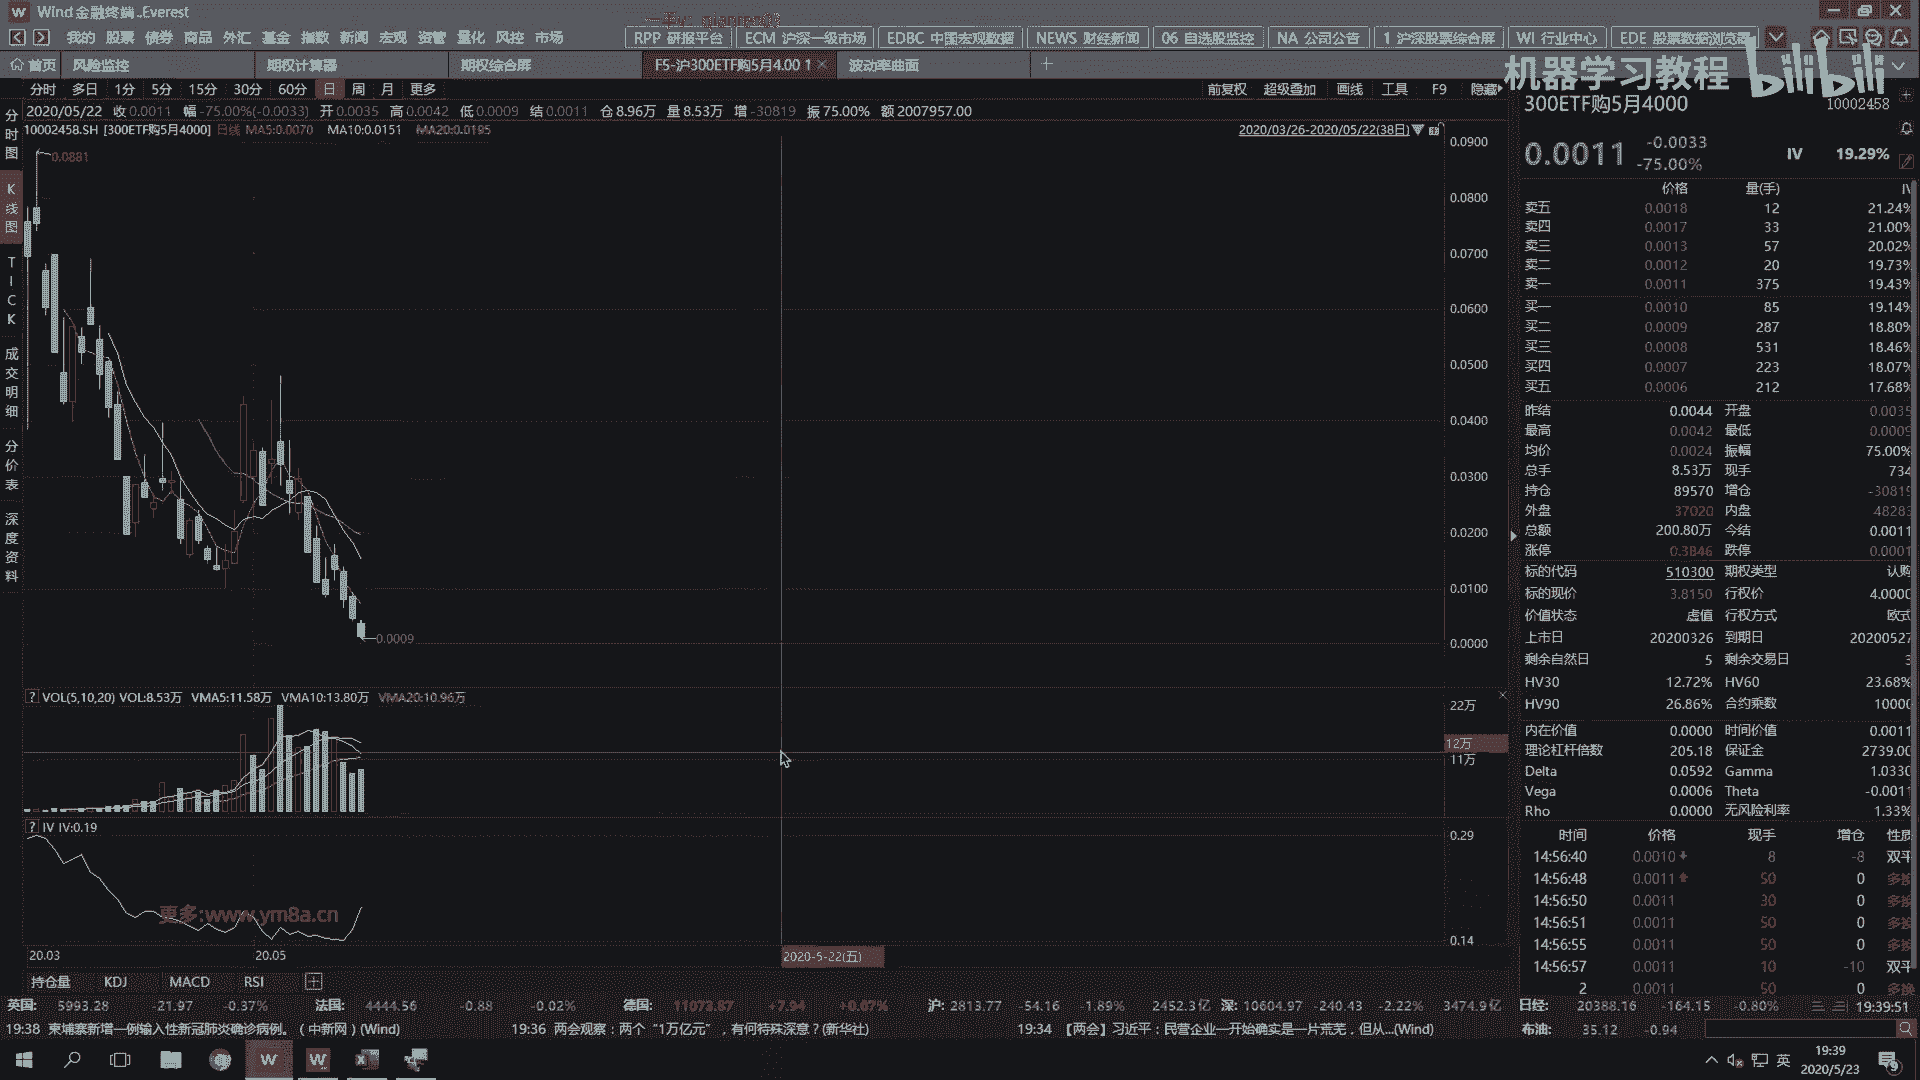 Wind 金融终端 .Everest
我的 股票 债券 商品 外汇 基金 指数 新闻 宏观 资管 量化 风控 市场
RPP 研报平台 ECM 沪深一级市场 EDBC 中国宏观数据 NEWS 财经新闻 06 自选股监控 NA 公司公告 1 沪深股票综合屏 WI 行业中心 EDE 股票数据浏览器
首页 风险监控 期权计算器 期权综合屏 F5-沪300ETF购5月4.00 1 × 波动率曲面 +
机器学习教程 bilibili
分时 多日 1分 5分 15分 30分 60分 日 周 月 更多
前复权 超级叠加 画线 工具 F9 隐藏
2020/05/22 收0.0011 幅-75.00%(-0.0033) 开0.0035 高0.0042 低0.0009 结0.0011 仓8.96万 量8.53万 增-30819 振75.00% 额2007957.00
10002458.SH [300ETF购5月4000] 日线 MA5:0.0070 MA10:0.0151 MA20:0.0195
2020/03/26-2020/05/22(38日)
分时图
K线图
TICK
成交明细
分价表
深度资料
0.0881
0.0009
0.0900
0.0800
0.0700
0.0600
0.0500
0.0400
0.0300
0.0200
0.0100
0.0000
VOL(5,10,20) VOL:8.53万 VMA5:11.58万 VMA10:13.80万 VMA20:10.96万
22万
12万
11万
IV IV:0.19
0.29
0.14
更多:www.ym8a.cn
20.03 20.05 2020-5-22(五)
持仓量 KDJ MACD RSI
300ETF购5月4000 10002458
0.0011 -0.0033 -75.00% IV 19.29%
价格 量(手) IV
卖五 0.0018 12 21.24%
卖四 0.0017 33 21.00%
卖三 0.0013 57 20.02%
卖二 0.0012 20 19.73%
卖一 0.0011 375 19.43%
买一 0.0010 85 19.14%
买二 0.0009 287 18.80%
买三 0.0008 531 18.46%
买四 0.0007 223 18.07%
买五 0.0006 212 17.68%
昨结 0.0044 开盘 0.0035
最高 0.0042 最低 0.0009
均价 0.0024 振幅 75.00%
总手 8.53万 现手 734
持仓 89570 增仓 -30819
外盘 37020 内盘 48283
总额 200.80万 今结 0.0011
涨停 0.3846 跌停 0.0001
标的代码 510300 期权类型 认购
标的现价 3.8150 行权价 4.0000
价值状态 虚值 行权方式 欧式
上市日 20200326 到期日 20200527
剩余自然日 5 剩余交易日 3
HV30 12.72% HV60 23.68%
HV90 26.86% 合约乘数 10000
内在价值 0.0000 时间价值 0.0011
理论杠杆倍数 205.18 保证金 2739.00
Delta 0.0592 Gamma 1.0330
Vega 0.0006 Theta -0.0011
Rho 0.0000 无风险利率 1.33%
时间 价格 现手 增仓 性质
14:56:40 0.0010 8 -8 双平
14:56:48 0.0011 50 0 多换
14:56:50 0.0011 30 0 多换
14:56:51 0.0011 50 0 多换
14:56:55 0.0011 50 0 多换
14:56:57 0.0011 10 -10 双平
2 0.0011 50 0 多换
英国: 5993.28 -21.97 -0.37% 法国: 4444.56 -0.88 -0.02% 德国: 11073.87 +7.94 +0.07% 沪: 2813.77 -54.16 -1.89% 2452.3亿 深: 10604.97 -240.43 -2.22% 3474.9亿 日经: 20388.16 -164.15 -0.80% 19:39:51
19:38 柬埔寨新增一例输入性新冠肺炎确诊病例。(中新网)(Wind) 19:36 两会观察：两个“1万亿元”，有何特殊深意？(新华社) 19:34 【两会】习近平：民营企业一开始确实是一片荒芜，但从...(Wind) 布油: 35.12 -0.94
英 19:39
2020/5/23